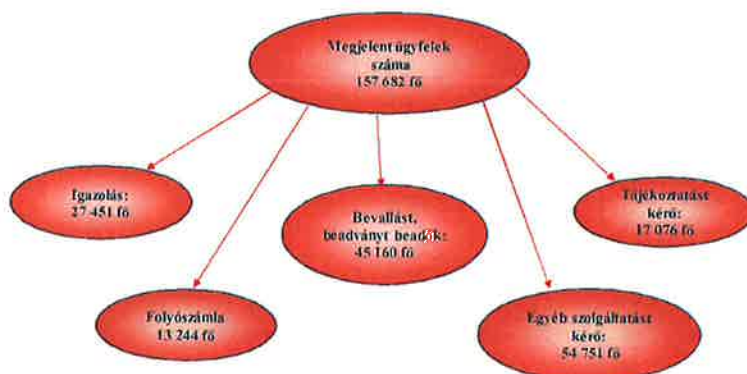 Megjelent ügyfelek
száma
157 682 fő
Igazolás:
27 451 fő
Bevallást,
beadványt beadók:
45 160 fő
Tájékoztatást
kérő:
17 076 fő
Folyószámla
13 244 fő
Egyéb szolgáltatást
kérő:
54 751 fő